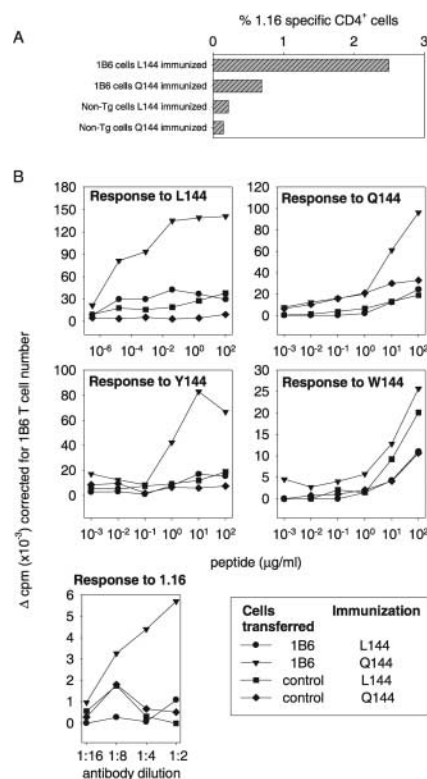 A
% 1.16 specific CD4+ cells
0 1 2 3
1B6 cells L144 immunized
1B6 cells Q144 immunized
Non-Tg cells L144 immunized
Non-Tg cells Q144 immunized
B
Δ cpm (x10-3) corrected for 1B6 T cell number
Response to L144
180
150
120
90
60
30
0
10-6 10-4 10-2 100 102
Response to Q144
120
100
80
60
40
20
0
10-3 10-2 10-1 100 101 102
Response to Y144
100
80
60
40
20
0
10-3 10-2 10-1 100 101 102
Response to W144
30
25
20
15
10
5
0
10-3 10-2 10-1 100 101 102
peptide (μg/ml)
Response to 1.16
6
5
4
3
2
1
0
1:16 1:8 1:4 1:2
antibody dilution
Cells transferred Immunization
1B6 L144
1B6 Q144
control L144
control Q144